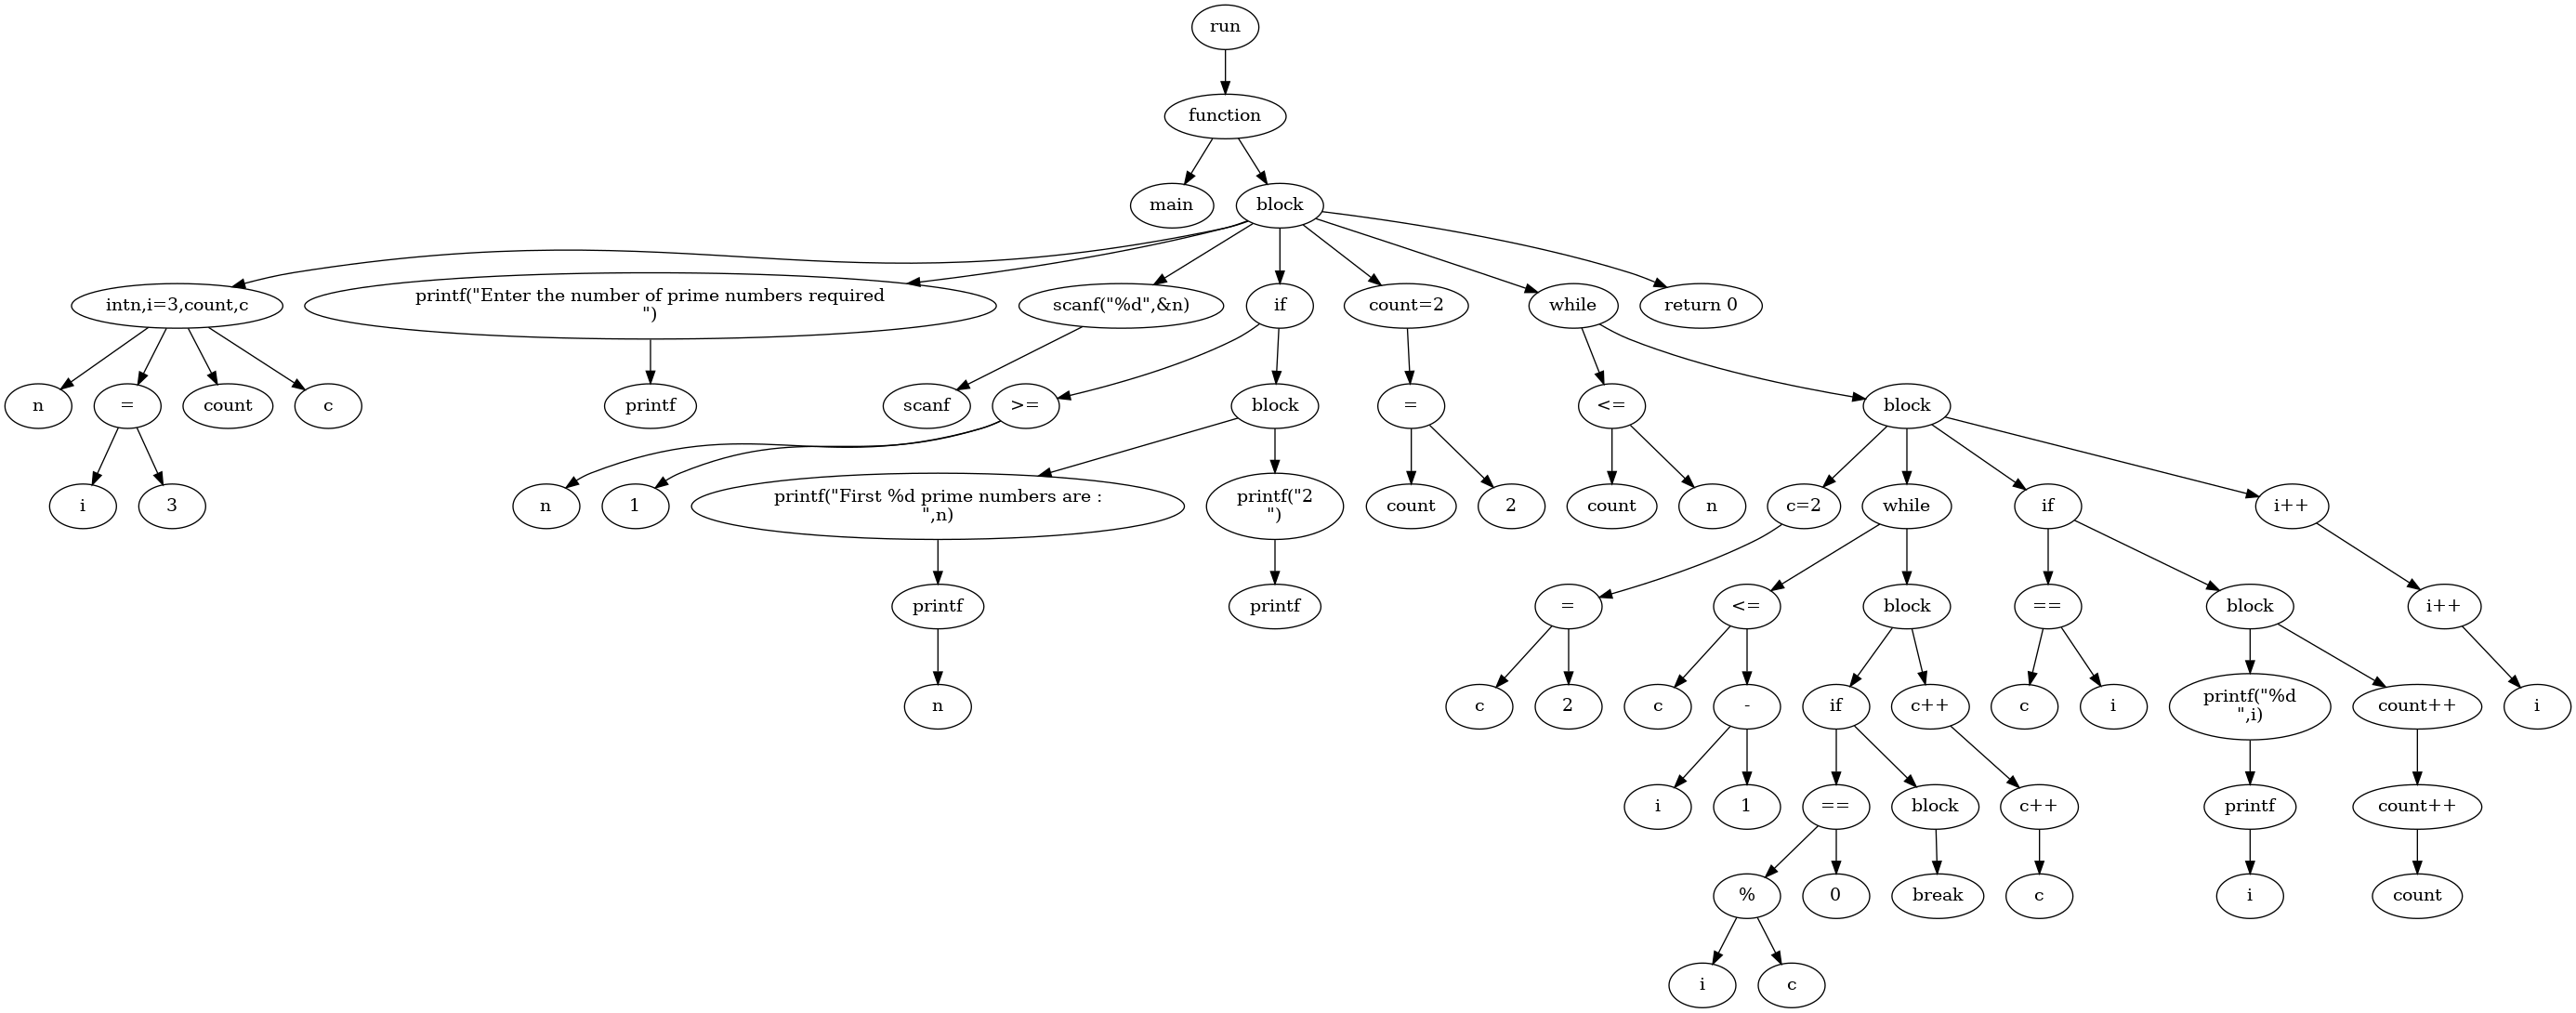 run
function
main
block
intn,i=3,count,c
printf("Enter the number of prime numbers required
")
scanf("%d",&n)
if
count=2
while
return 0
n
=
count
c
printf
scanf
>=
block
=
<=
block
i
3
n
1
printf("First %d prime numbers are :
",n)
printf("2
")
count
2
count
n
c=2
while
if
i++
printf
printf
=
<=
block
==
block
i++
n
c
2
c
-
if
c++
c
i
printf("%d
",i)
count++
i
i
1
==
block
c++
printf
count++
%
0
break
c
i
count
i
c